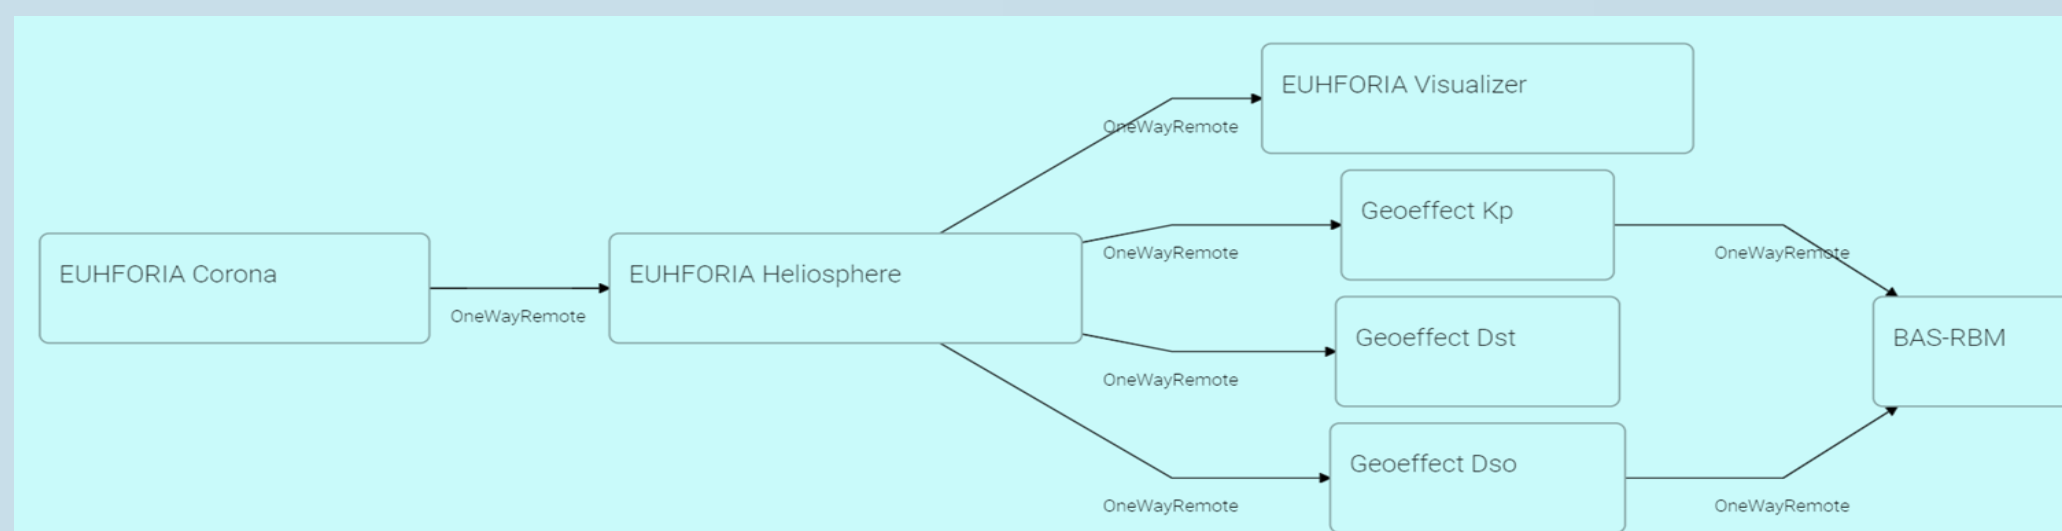 EUHFORIA Visualizer
OneWayRemote
Geoeffect Kp
OneWayRemote
OneWayRemote
EUHFORIA Corona
EUHFORIA Heliosphere
OneWayRemote
Geoeffect Dst
BAS-RBM
OneWayRemote
Geoeffect Dso
OneWayRemote
OneWayRemote